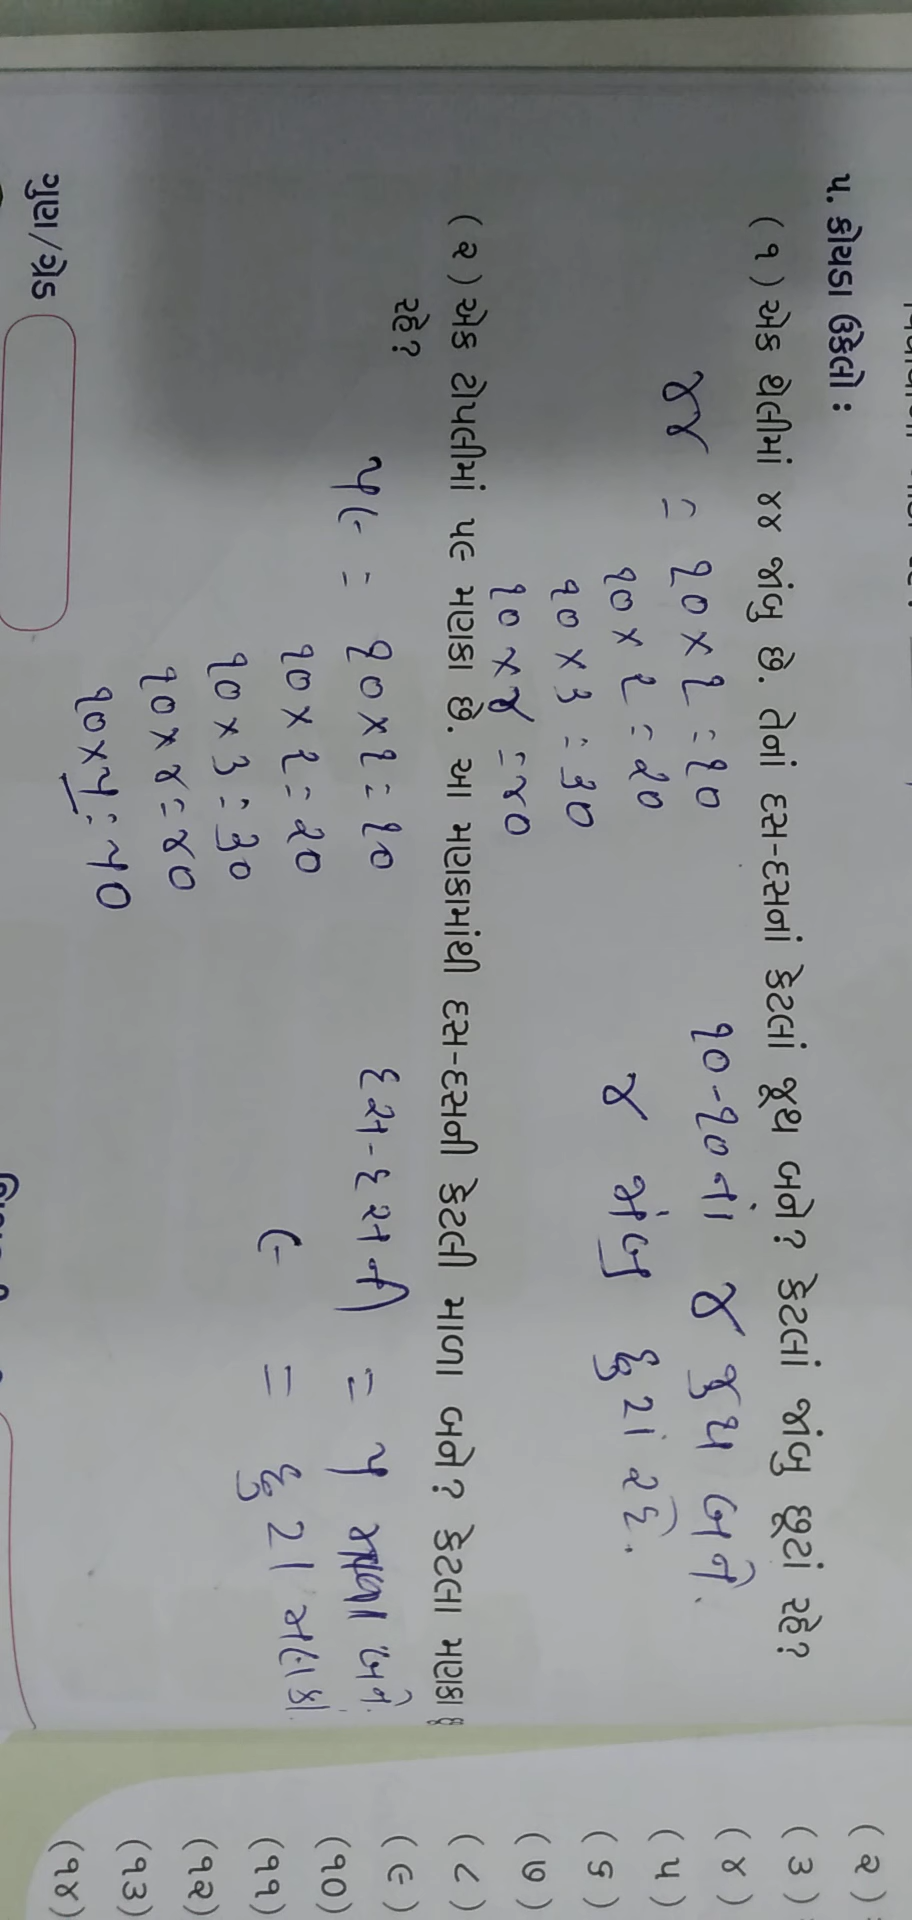 ૫. કોયડા ઉકેલો :
(૧) એક થેલીમાં ૪૪ જાંબુ છે. તેનાં દસ-દસનાં કેટલાં જૂથ બને? કેટલાં જાંબુ છૂટાં રહે?
૪૪ = ૧૦ × ૧ = ૧૦
૧૦ × ૨ = ૨૦
૧૦ × ૩ = ૩૦
૧૦ × ૪ = ૪૦
૧૦-૧૦નાં ૪ જુથ બને.
૪ જાંબુ છુટાં રહે.
(૨) એક ટોપલીમાં ૫૯ મણકા છે. આ મણકામાંથી દસ-દસની કેટલી માળા બને? કેટલા મણકા છૂ
રહે?
૫૯ = ૧૦ × ૧ = ૧૦
૧૦ × ૨ = ૨૦
૧૦ × ૩ = ૩૦
૧૦ × ૪ = ૪૦
૧૦ × ૫ = ૫૦
દસ-દસની = ૫ માળા બને.
૯ = છુટા મણકા
ગુણ/ગ્રેડ
(૨)
(૩)
(૪)
(૫)
(૬)
(૭)
(૮)
(૯)
(૧૦)
(૧૧)
(૧૨)
(૧૩)
(૧૪)